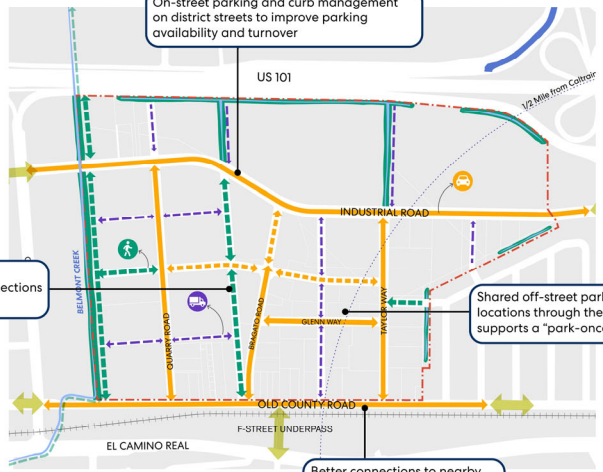 On-street parking and curb management
on district streets to improve parking
availability and turnover
US 101
1/2 Mile from Caltrain
INDUSTRIAL ROAD
BELMONT CREEK
ections
QUARRY ROAD
BRAGATO ROAD
GLENN WAY
TAYLOR WAY
Shared off-street park
locations through the
supports a "park-once
OLD COUNTY ROAD
F-STREET UNDERPASS
EL CAMINO REAL
Better connections to nearby